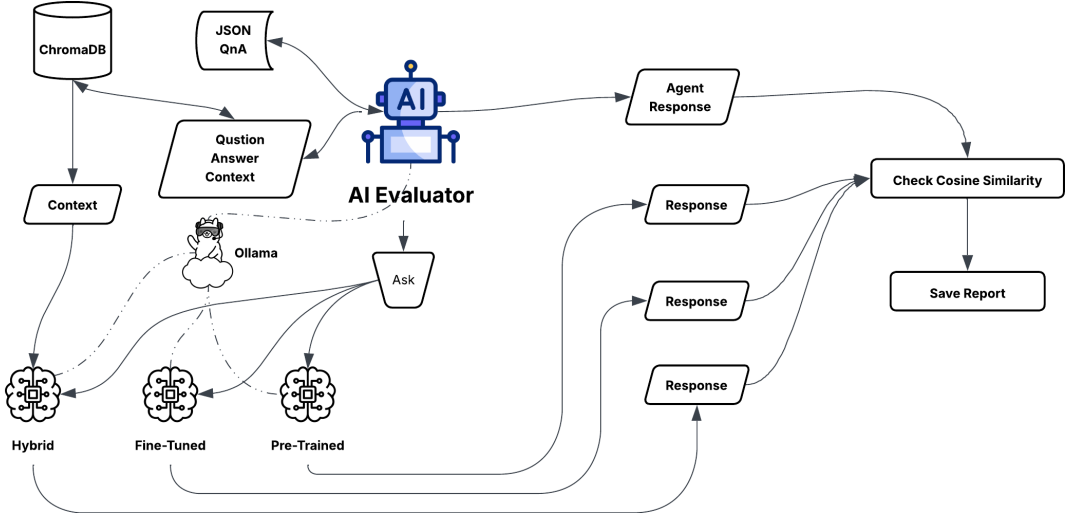 ChromaDB
JSON
QnA
AI
Agent
Response
Qustion
Answer
Context
Check Cosine Similarity
AI Evaluator
Context
Response
Ollama
Ask
Response
Save Report
Response
Hybrid
Fine-Tuned
Pre-Trained